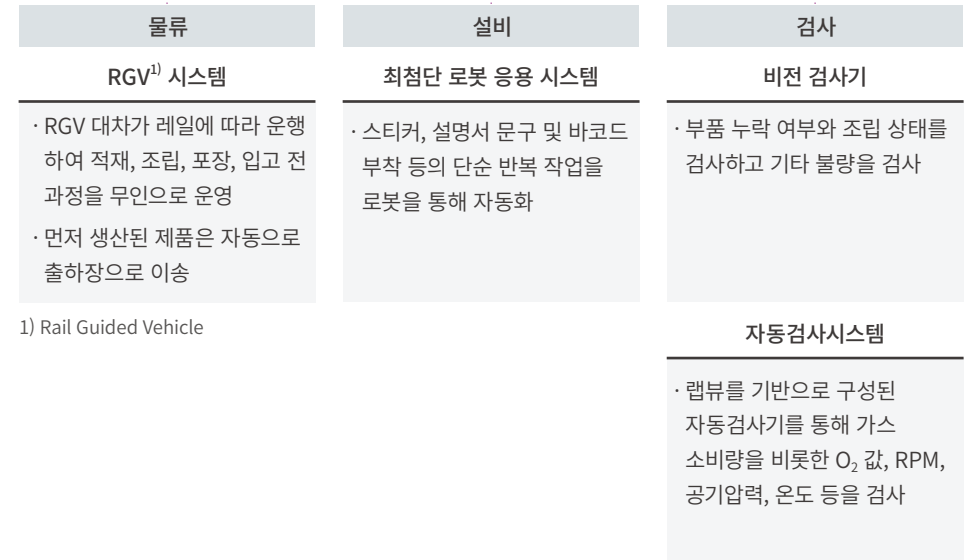 물류
RGV1) 시스템
· RGV 대차가 레일에 따라 운행
하여 적재, 조립, 포장, 입고 전
과정을 무인으로 운영
· 먼저 생산된 제품은 자동으로
출하장으로 이송
1) Rail Guided Vehicle
설비
최첨단 로봇 응용 시스템
· 스티커, 설명서 문구 및 바코드
부착 등의 단순 반복 작업을
로봇을 통해 자동화
검사
비전 검사기
· 부품 누락 여부와 조립 상태를
검사하고 기타 불량을 검사
자동검사시스템
· 랩뷰를 기반으로 구성된
자동검사기를 통해 가스
소비량을 비롯한 O2 값, RPM,
공기압력, 온도 등을 검사